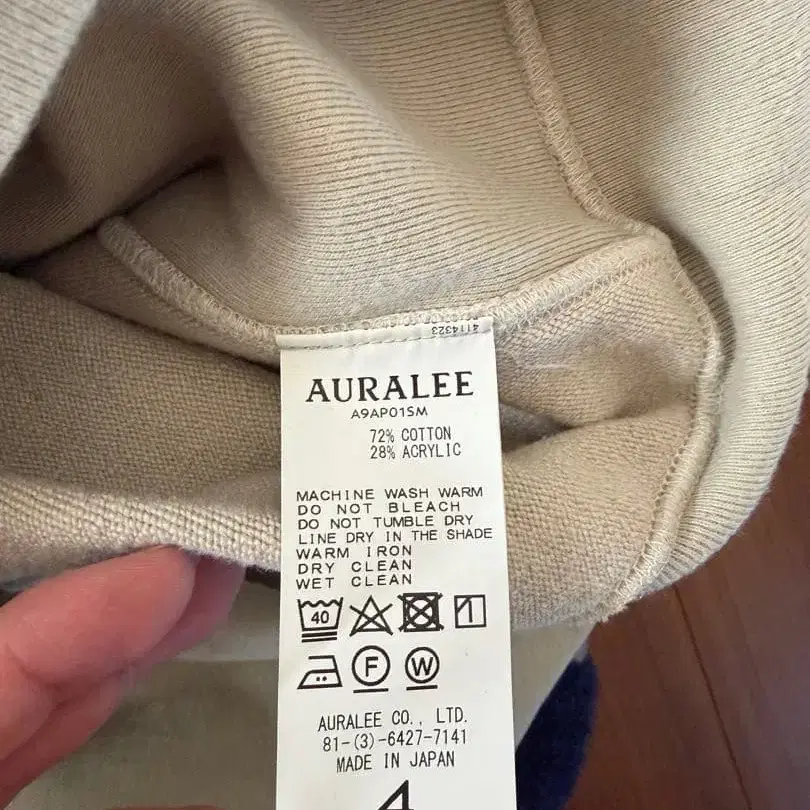 4114323
AURALEE
A9AP01SM
72% COTTON
28% ACRYLIC
MACHINE WASH WARM
DO NOT BLEACH
DO NOT TUMBLE DRY
LINE DRY IN THE SHADE
WARM IRON
DRY CLEAN
WET CLEAN
40
F W
AURALEE CO., LTD.
81-(3)-6427-7141
MADE IN JAPAN
4